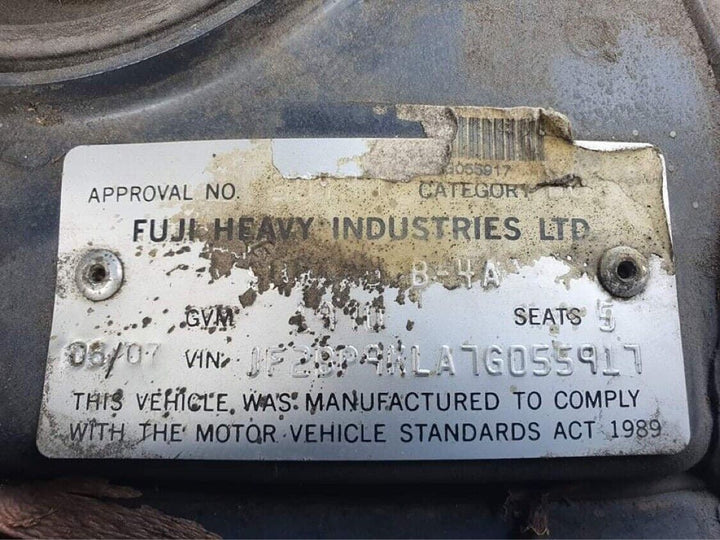 G055917
APPROVAL NO. CATEGORY
FUJI HEAVY INDUSTRIES LTD
B-4A
GVM SEATS 5
06/07 VIN
THIS VEHICLE WAS MANUFACTURED TO COMPLY
WITH THE MOTOR VEHICLE STANDARDS ACT 1989